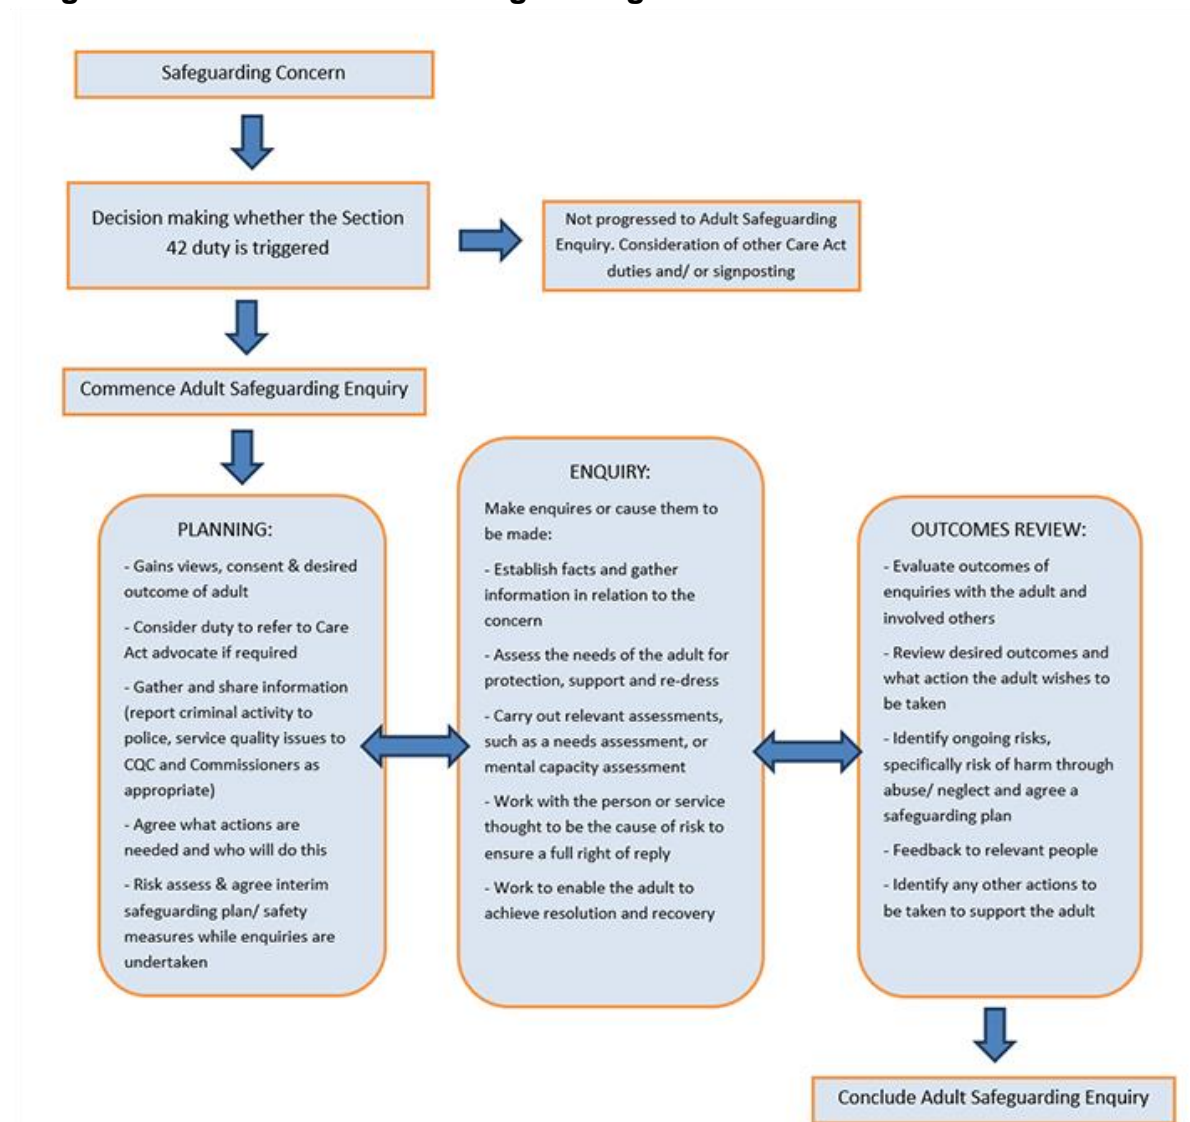 Safeguarding Concern
Decision making whether the Section
42 duty is triggered
Not progressed to Adult Safeguarding
Enquiry. Consideration of other Care Act
duties and/ or signposting
Commence Adult Safeguarding Enquiry
PLANNING:
- Gains views, consent & desired
outcome of adult
- Consider duty to refer to Care
Act advocate if required
- Gather and share information
(report criminal activity to
police, service quality issues to
CQC and Commissioners as
appropriate)
- Agree what actions are
needed and who will do this
- Risk assess & agree interim
safeguarding plan/ safety
measures while enquiries are
undertaken
ENQUIRY:
Make enquires or cause them to
be made:
- Establish facts and gather
information in relation to the
concern
- Assess the needs of the adult for
protection, support and re-dress
- Carry out relevant assessments,
such as a needs assessment, or
mental capacity assessment
- Work with the person or service
thought to be the cause of risk to
ensure a full right of reply
- Work to enable the adult to
achieve resolution and recovery
OUTCOMES REVIEW:
- Evaluate outcomes of
enquiries with the adult and
involved others
- Review desired outcomes and
what action the adult wishes to
be taken
- Identify ongoing risks,
specifically risk of harm through
abuse/ neglect and agree a
safeguarding plan
- Feedback to relevant people
- Identify any other actions to
be taken to support the adult
Conclude Adult Safeguarding Enquiry